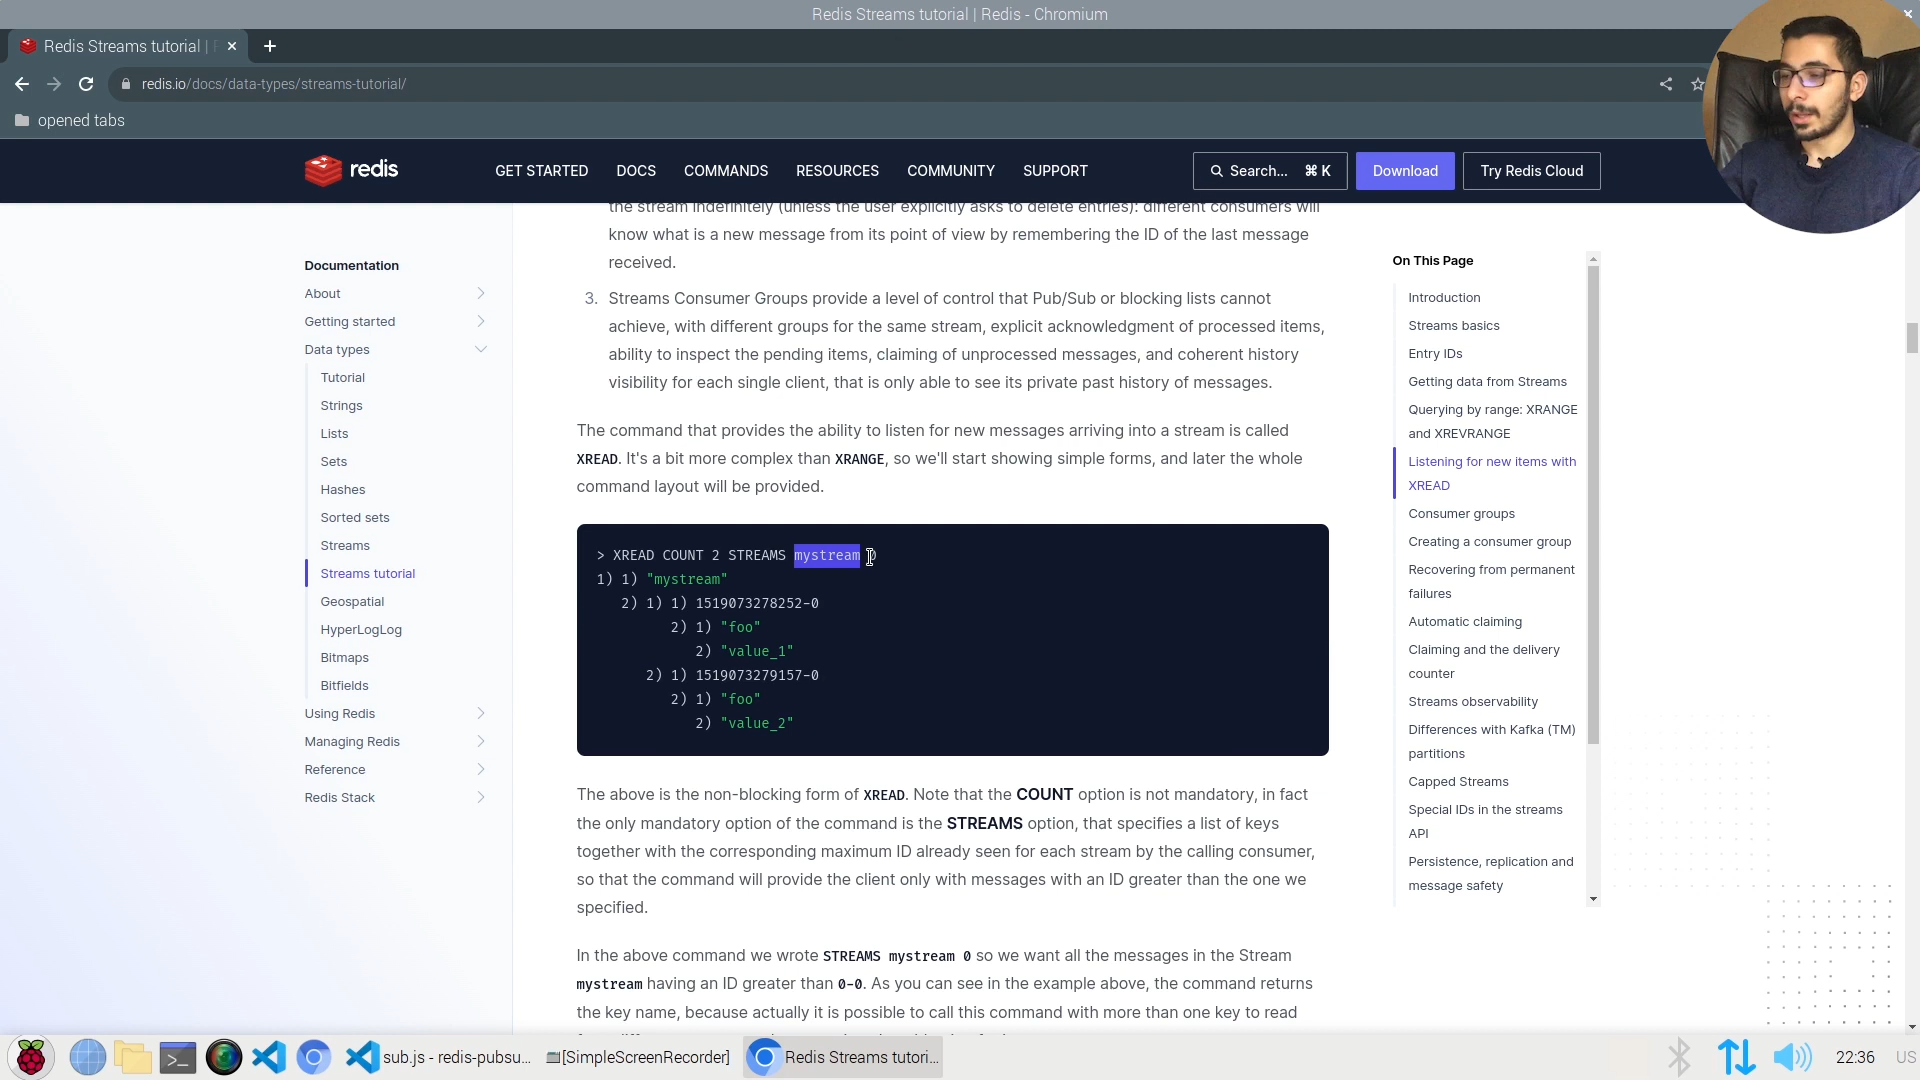 Redis Streams tutorial | Redis - Chromium
Redis Streams tutorial |
redis.io/docs/data-types/streams-tutorial/
opened tabs
redis
GET STARTED DOCS COMMANDS RESOURCES COMMUNITY SUPPORT
Search... ⌘ K
Download
Try Redis Cloud
Documentation
About
Getting started
Data types
Tutorial
Strings
Lists
Sets
Hashes
Sorted sets
Streams
Streams tutorial
Geospatial
HyperLogLog
Bitmaps
Bitfields
Using Redis
Managing Redis
Reference
Redis Stack
the stream indefinitely (unless the user explicitly asks to delete entries): different consumers will
know what is a new message from its point of view by remembering the ID of the last message
received.
3. Streams Consumer Groups provide a level of control that Pub/Sub or blocking lists cannot
achieve, with different groups for the same stream, explicit acknowledgment of processed items,
ability to inspect the pending items, claiming of unprocessed messages, and coherent history
visibility for each single client, that is only able to see its private past history of messages.
The command that provides the ability to listen for new messages arriving into a stream is called
XREAD. It's a bit more complex than XRANGE, so we'll start showing simple forms, and later the whole
command layout will be provided.
> XREAD COUNT 2 STREAMS mystream 0
1) 1) "mystream"
2) 1) 1) 1519073278252-0
2) 1) "foo"
2) "value_1"
2) 1) 1519073279157-0
2) 1) "foo"
2) "value_2"
The above is the non-blocking form of XREAD. Note that the COUNT option is not mandatory, in fact
the only mandatory option of the command is the STREAMS option, that specifies a list of keys
together with the corresponding maximum ID already seen for each stream by the calling consumer,
so that the command will provide the client only with messages with an ID greater than the one we
specified.
In the above command we wrote STREAMS mystream 0 so we want all the messages in the Stream
mystream having an ID greater than 0-0. As you can see in the example above, the command returns
the key name, because actually it is possible to call this command with more than one key to read
On This Page
Introduction
Streams basics
Entry IDs
Getting data from Streams
Querying by range: XRANGE
and XREVRANGE
Listening for new items with
XREAD
Consumer groups
Creating a consumer group
Recovering from permanent
failures
Automatic claiming
Claiming and the delivery
counter
Streams observability
Differences with Kafka (TM)
partitions
Capped Streams
Special IDs in the streams
API
Persistence, replication and
message safety
sub.js - redis-pubsu...
[SimpleScreenRecorder]
Redis Streams tutori...
22:36
US